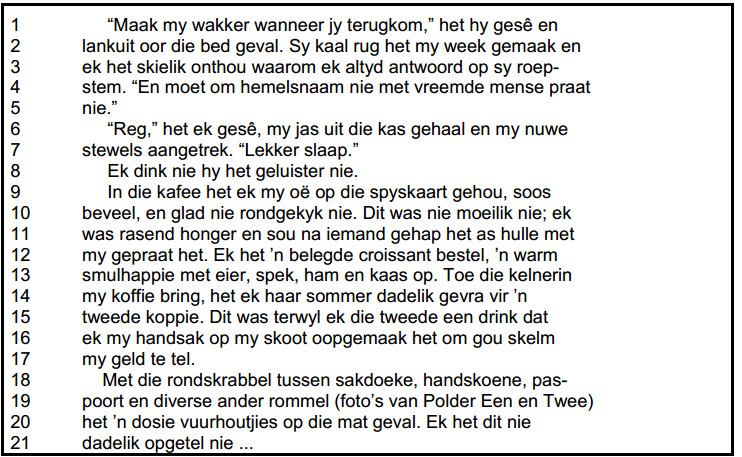 1 “Maak my wakker wanneer jy terugkom,” het hy gesê en
2 lankuit oor die bed geval. Sy kaal rug het my week gemaak en
3 ek het skielik onthou waarom ek altyd antwoord op sy roep-
4 stem. “En moet om hemelsnaam nie met vreemde mense praat
5 nie.”
6 “Reg,” het ek gesê, my jas uit die kas gehaal en my nuwe
7 stewels aangetrek. “Lekker slaap.”
8 Ek dink nie hy het geluister nie.
9 In die kafee het ek my oë op die spyskaart gehou, soos
10 beveel, en glad nie rondgekyk nie. Dit was nie moeilik nie; ek
11 was rasend honger en sou na iemand gehap het as hulle met
12 my gepraat het. Ek het ’n belegde croissant bestel, ’n warm
13 smulhappie met eier, spek, ham en kaas op. Toe die kelnerin
14 my koffie bring, het ek haar sommer dadelik gevra vir ’n
15 tweede koppie. Dit was terwyl ek die tweede een drink dat
16 ek my handsak op my skoot oopgemaak het om gou skelm
17 my geld te tel.
18 Met die rondskrabbel tussen sakdoeke, handskoene, pas-
19 poort en diverse ander rommel (foto’s van Polder Een en Twee)
20 het ’n dosie vuurhoutjies op die mat geval. Ek het dit nie
21 dadelik opgetel nie ...